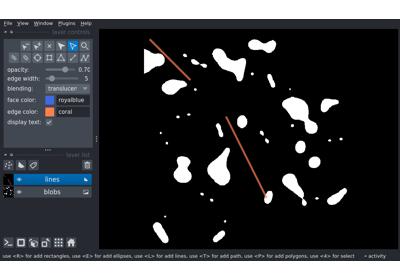 File View Window Plugins Help
layer controls
opacity: 0.70
edge width: 5
blending: translucer
face color: royalblue
edge color: coral
display text:
layer list
lines
blobs
use <R> for add rectangles, use <E> for add ellipses, use <L> for add lines, use <T> for add path, use <P> for add polygons, use <4> for select
activity